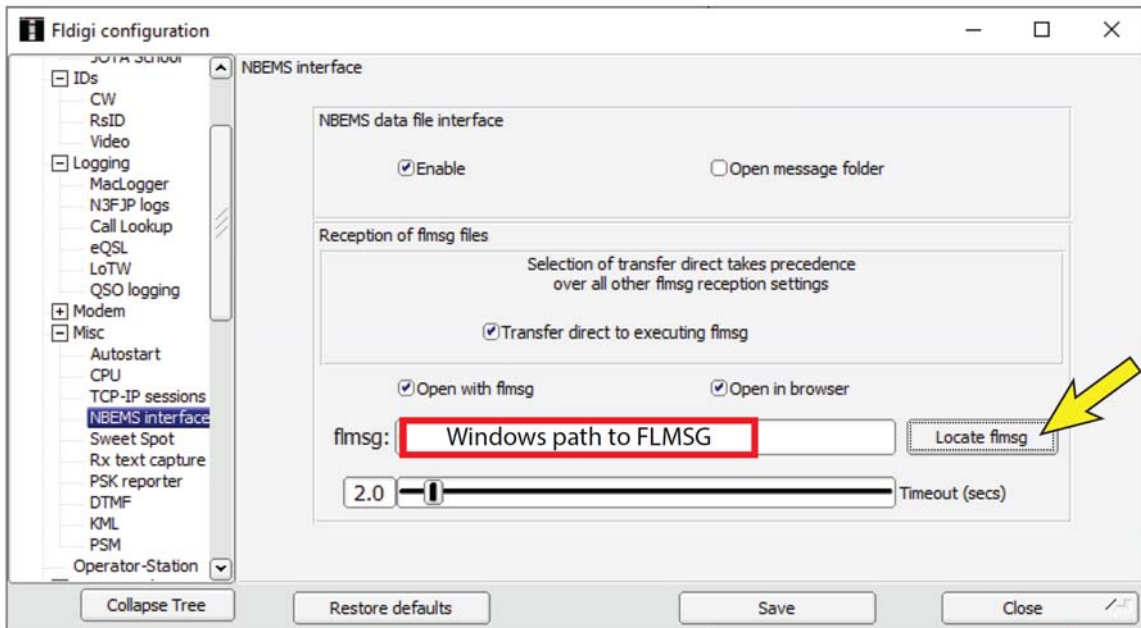 Fldigi configuration
JOTA School
IDs
CW
RsID
Video
Logging
MacLogger
N3FJP logs
Call Lookup
eQSL
LoTW
QSO logging
Modem
Misc
Autostart
CPU
TCP-IP sessions
NBEMS interface
Sweet Spot
Rx text capture
PSK reporter
DTMF
KML
PSM
Operator-Station
Collapse Tree
NBEMS interface
NBEMS data file interface
Enable
Open message folder
Reception of flmsg files
Selection of transfer direct takes precedence
over all other flmsg reception settings
Transfer direct to executing flmsg
Open with flmsg
Open in browser
flmsg:
Windows path to FLMSG
Locate flmsg
2.0
Timeout (secs)
Restore defaults
Save
Close